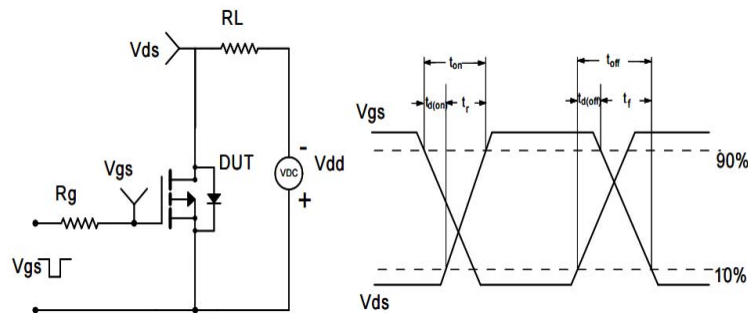 RL
Vds
Vgs
DUT
-
Vdd
VDC
+
Rg
Vgs
ton
toff
td(on)
tr
td(off)
tf
Vgs
90%
10%
Vds